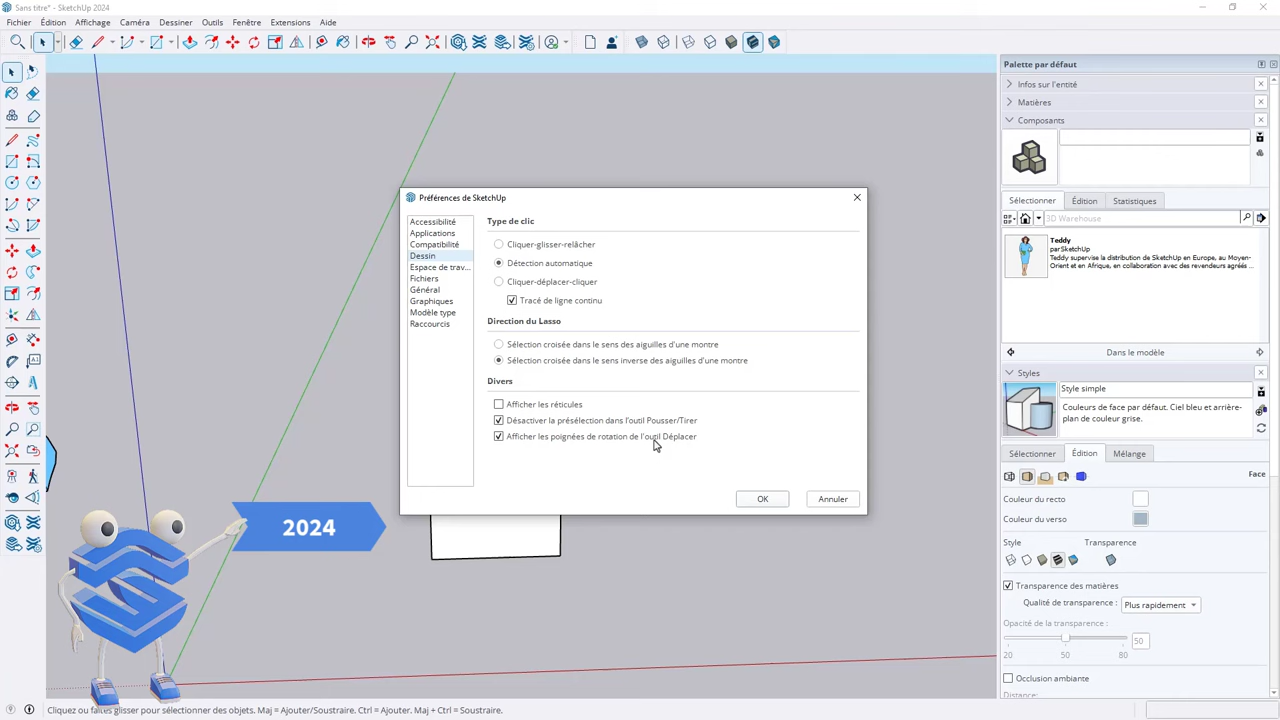 Sans titre* - SketchUp 2024
Fichier Édition Affichage Caméra Dessiner Outils Fenêtre Extensions Aide
Palette par défaut
Infos sur l'entité
Matières
Composants
Sélectionner Édition Statistiques
3D Warehouse
Teddy
par SketchUp
Teddy supervise la distribution de SketchUp en Europe, au Moyen-
Orient et en Afrique, en collaboration avec des revendeurs agréés ...
Dans le modèle
Styles
Style simple
Couleurs de face par défaut. Ciel bleu et arrière-
plan de couleur grise.
Sélectionner Édition Mélange
Face
Couleur du recto
Couleur du verso
Style Transparence
Transparence des matières
Qualité de transparence : Plus rapidement
Opacité de la transparence :
50
20 50 80
Occlusion ambiante
Distance:
Préférences de SketchUp
Accessibilité
Applications
Compatibilité
Dessin
Espace de trav...
Fichiers
Général
Graphiques
Modèle type
Raccourcis
Type de clic
Cliquer-glisser-relâcher
Détection automatique
Cliquer-déplacer-cliquer
Tracé de ligne continu
Direction du Lasso
Sélection croisée dans le sens des aiguilles d'une montre
Sélection croisée dans le sens inverse des aiguilles d'une montre
Divers
Afficher les réticules
Désactiver la présélection dans l'outil Pousser/Tirer
Afficher les poignées de rotation de l'outil Déplacer
OK Annuler
2024
Cliquez ou faites glisser pour sélectionner des objets. Maj = Ajouter/Soustraire. Ctrl = Ajouter. Maj + Ctrl = Soustraire.